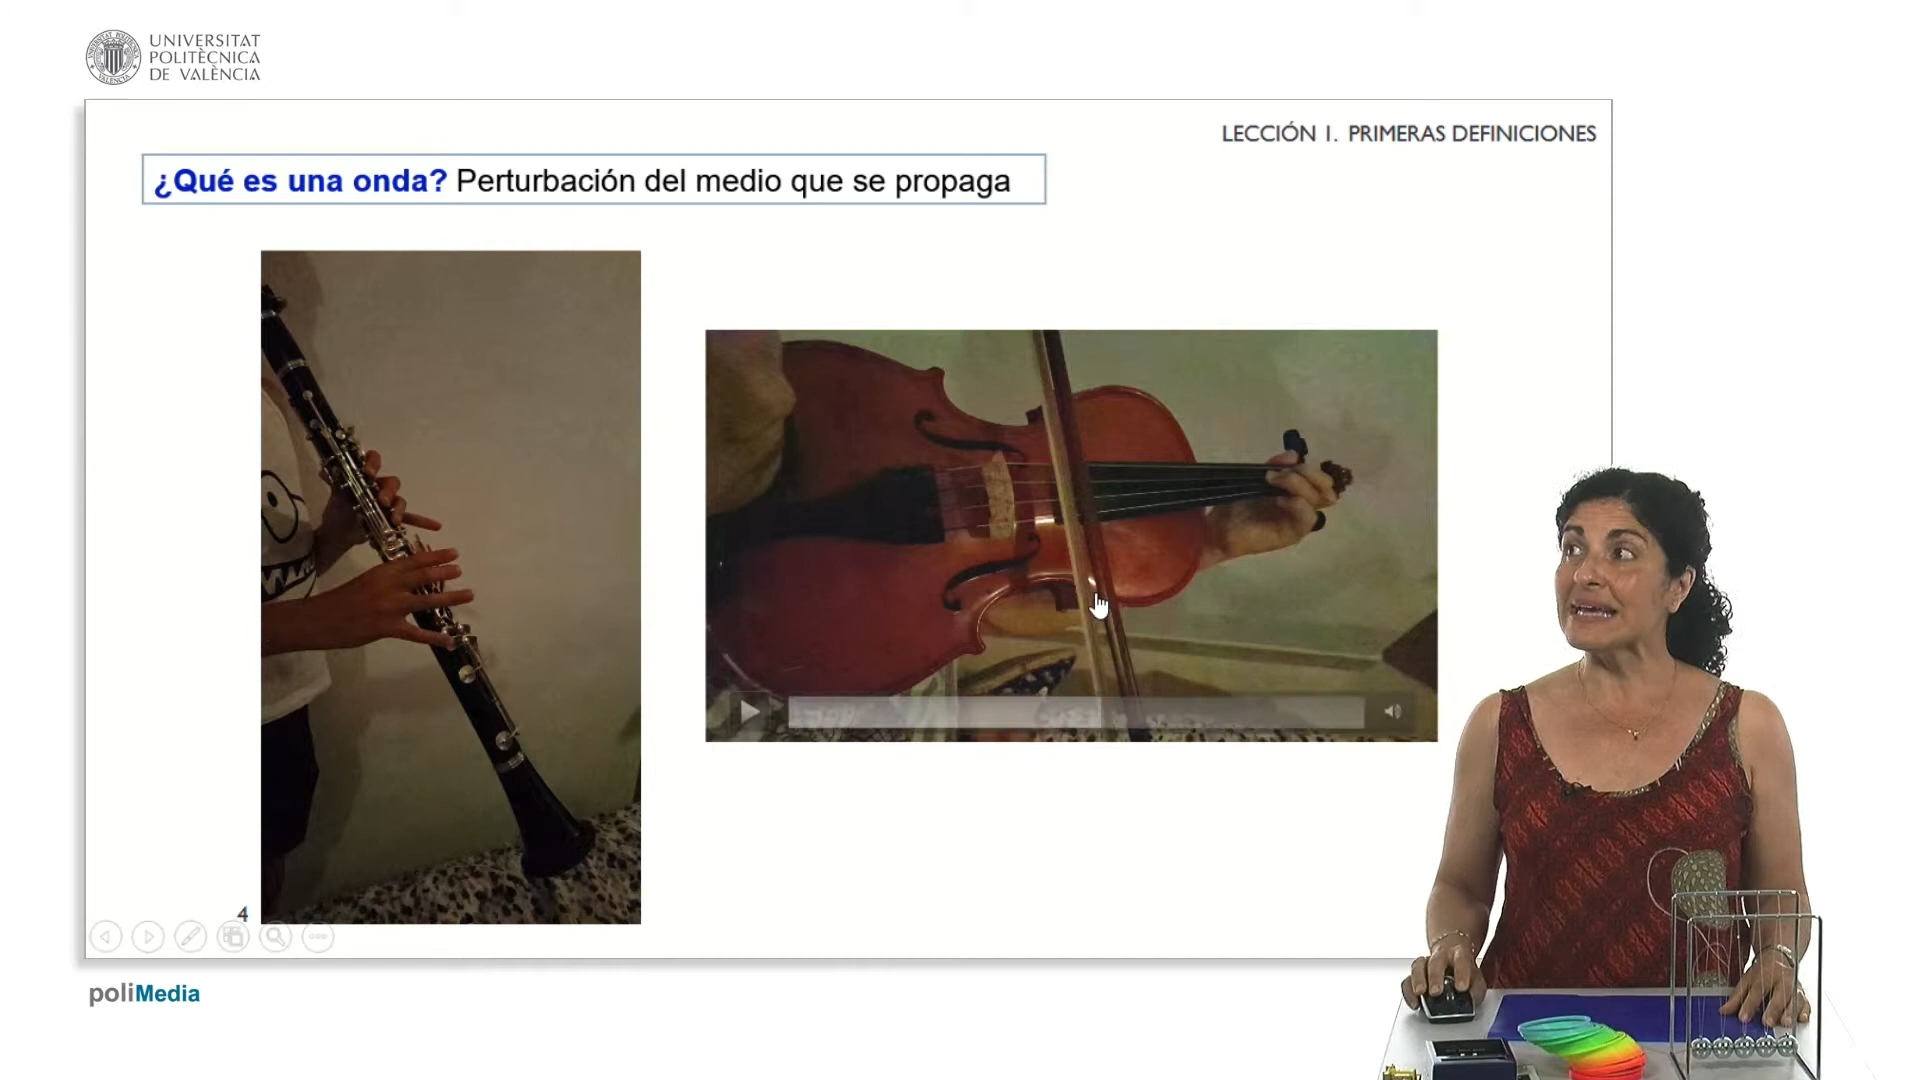 UNIVERSITAT
POLITÈCNICA
DE VALÈNCIA
LECCIÓN 1. PRIMERAS DEFINICIONES
¿Qué es una onda? Perturbación del medio que se propaga
4
poliMedia